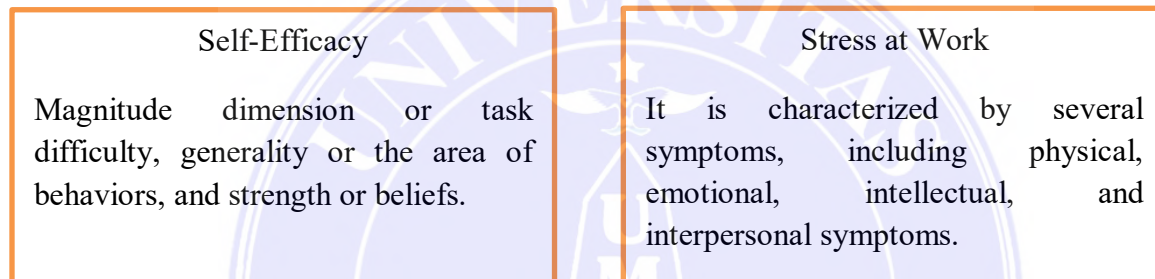 Self-Efficacy
Magnitude dimension or task
difficulty, generality or the area of
behaviors, and strength or beliefs.
Stress at Work
It is characterized by several
symptoms, including physical,
emotional, intellectual, and
interpersonal symptoms.
UNIVERSITAS
U
M